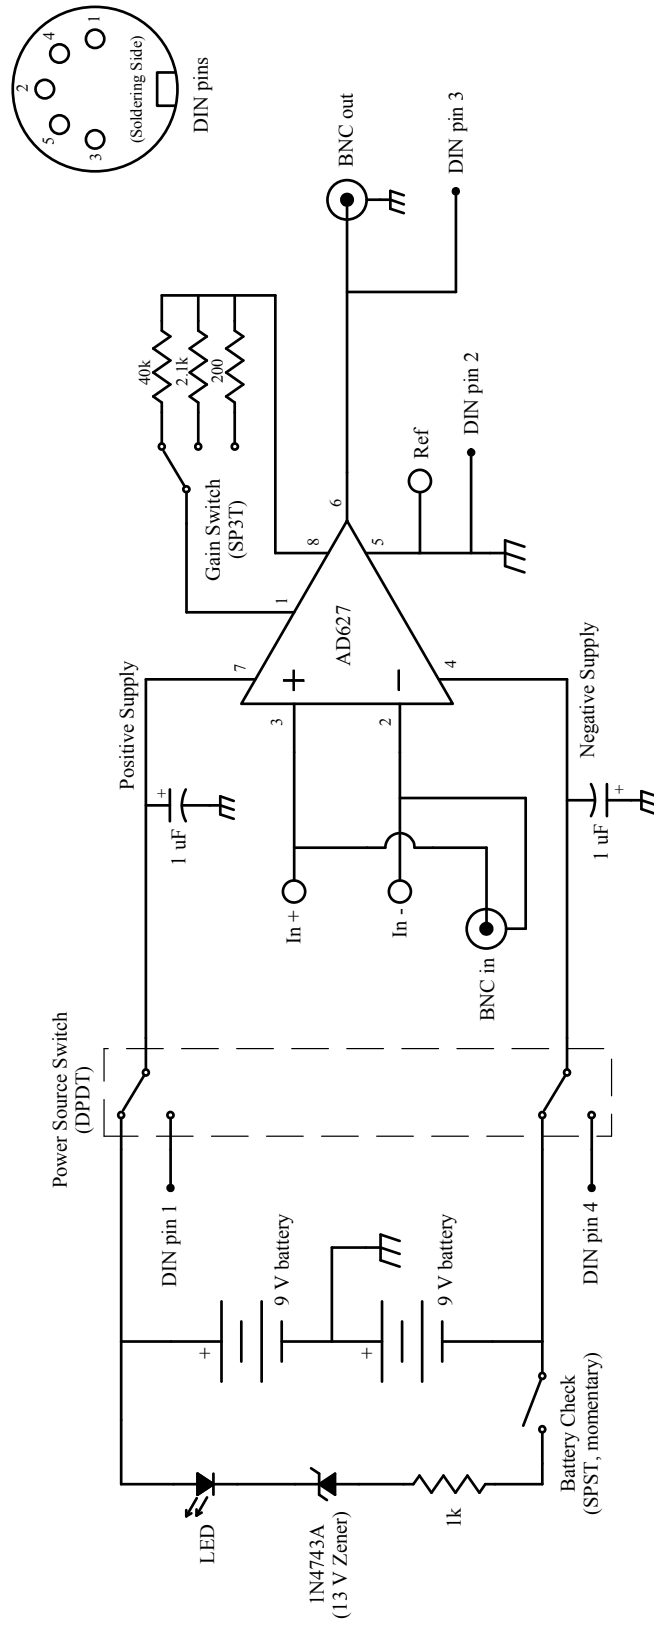 Power Source Switch
(DPDT)
DIN pin 1
DIN pin 4
+
9 V battery
+
9 V battery
LED
1N4743A
(13 V Zener)
1k
Battery Check
(SPST, momentary)
Positive Supply
+
1 uF
In +
In -
BNC in
1 uF
+
Negative Supply
3
2
7
4
1
8
5
6
+
−
AD627
Gain Switch
(SP3T)
40k
2.1k
200
Ref
DIN pin 2
BNC out
DIN pin 3
1
4
2
5
3
(Soldering Side)
DIN pins